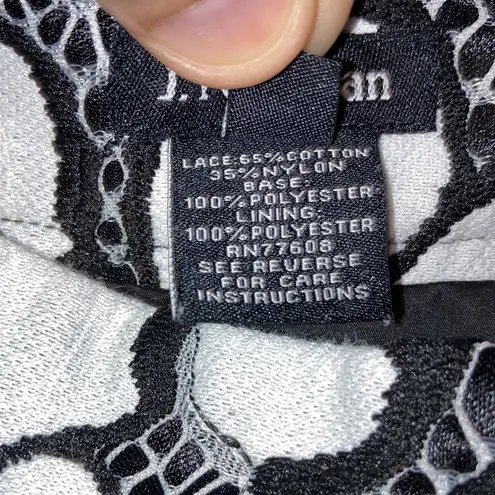 LACE:65%COTTON
35%NYLON
BASE:
100%POLYESTER
LINING:
100%POLYESTER
RN77608
SEE REVERSE
FOR CARE
INSTRUCTIONS